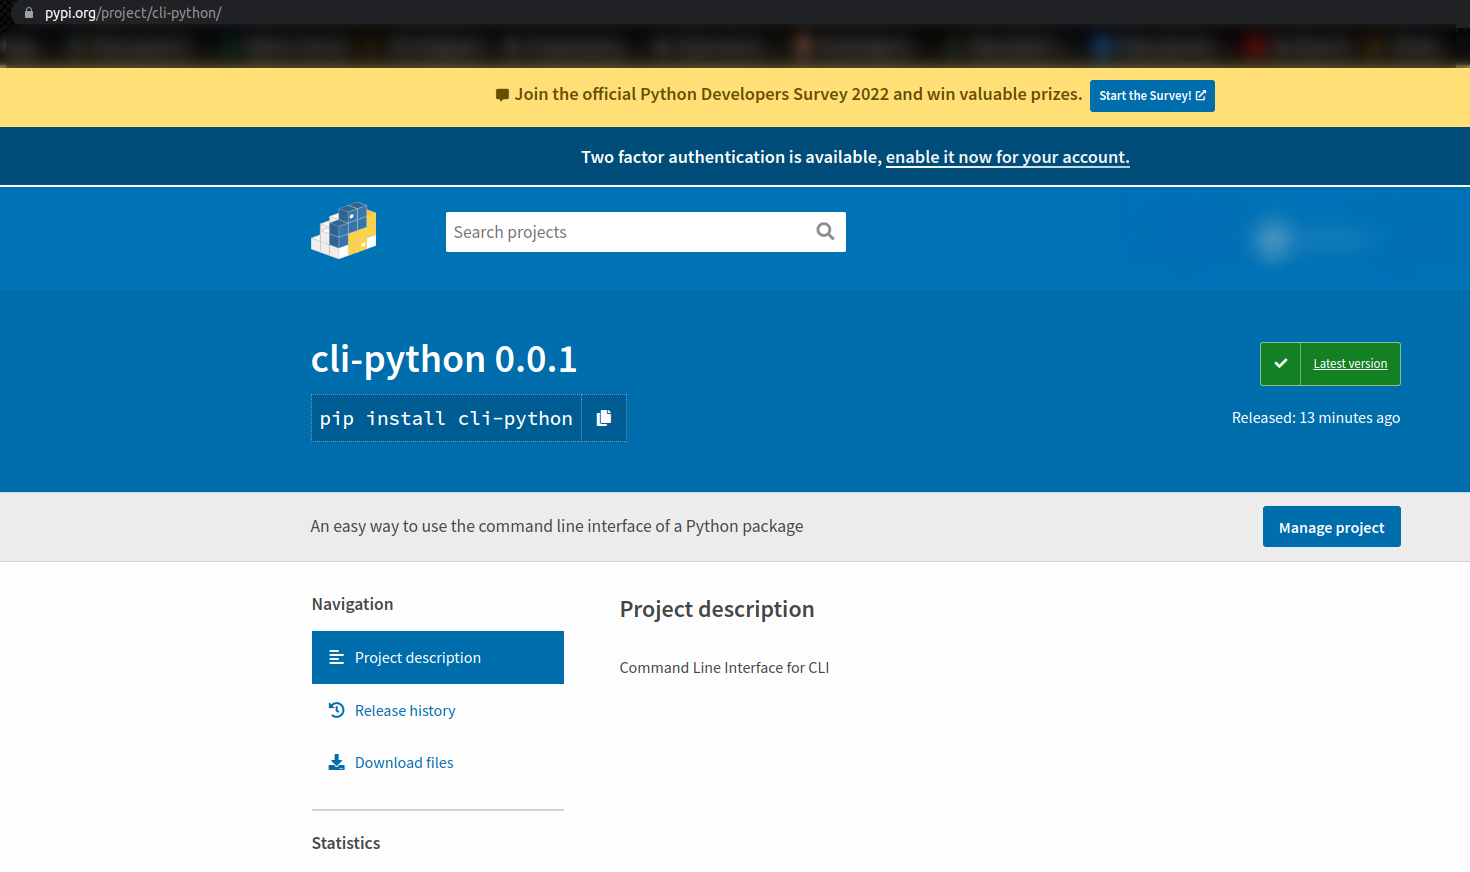 pypi.org/project/cli-python/
Join the official Python Developers Survey 2022 and win valuable prizes. Start the Survey!
Two factor authentication is available, enable it now for your account.
Search projects
cli-python 0.0.1
Latest version
pip install cli-python
Released: 13 minutes ago
An easy way to use the command line interface of a Python package
Manage project
Navigation
Project description
Project description
Command Line Interface for CLI
Release history
Download files
Statistics